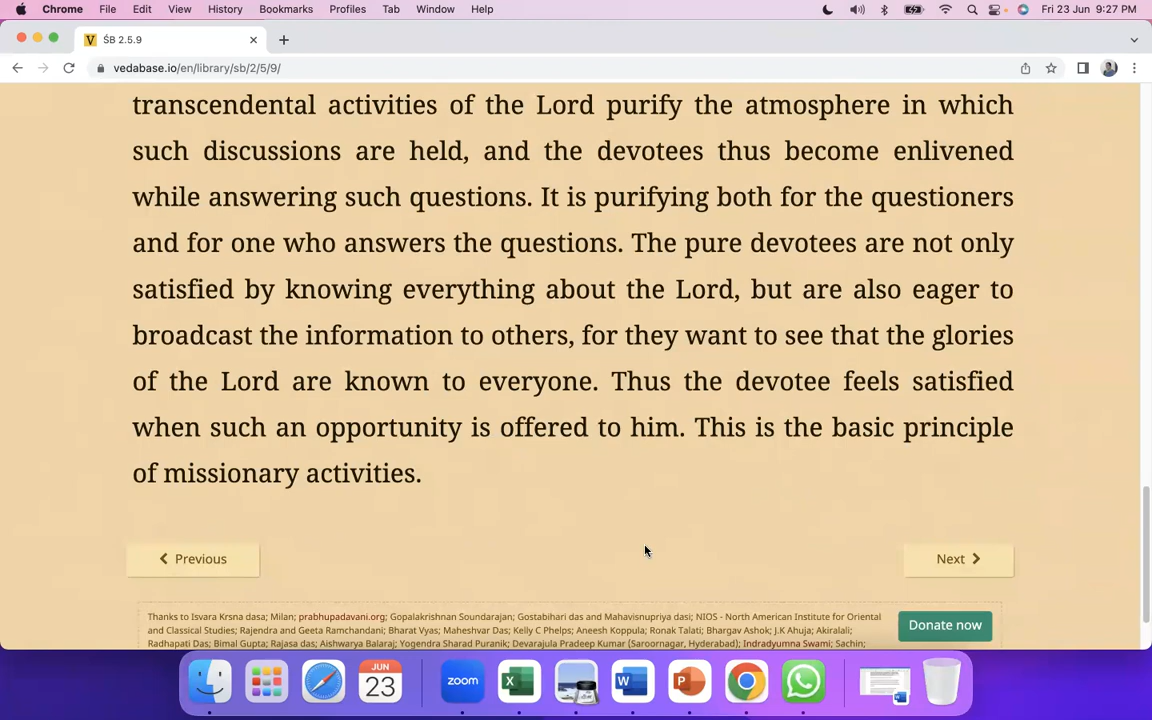 Chrome File Edit View History Bookmarks Profiles Tab Window Help Fri 23 Jun 9:27 PM
ŚB 2.5.9
vedabase.io/en/library/sb/2/5/9/
transcendental activities of the Lord purify the atmosphere in which
such discussions are held, and the devotees thus become enlivened
while answering such questions. It is purifying both for the questioners
and for one who answers the questions. The pure devotees are not only
satisfied by knowing everything about the Lord, but are also eager to
broadcast the information to others, for they want to see that the glories
of the Lord are known to everyone. Thus the devotee feels satisfied
when such an opportunity is offered to him. This is the basic principle
of missionary activities.
Previous Next
Thanks to Isvara Krsna dasa; Milan; prabhupadavani.org; Gopalakrishnan Soundarajan; Gostabihari das and Mahavisnupriya dasi; NIOS - North American Institute for Oriental
and Classical Studies; Rajendra and Geeta Ramchandani; Bharat Vyas; Maheshvar Das; Kelly C Phelps; Aneesh Koppula; Ronak Talati; Bhargav Ashok; J.K Ahuja; Akiralali;
Radhapati Das; Bimal Gupta; Rajasa das; Aishwarya Balaraj; Yogendra Sharad Puranik; Devarajula Pradeep Kumar (Saroornagar, Hyderabad); Indradyumna Swami; Sachin;
Donate now
JUN
23
zoom
X
W
P